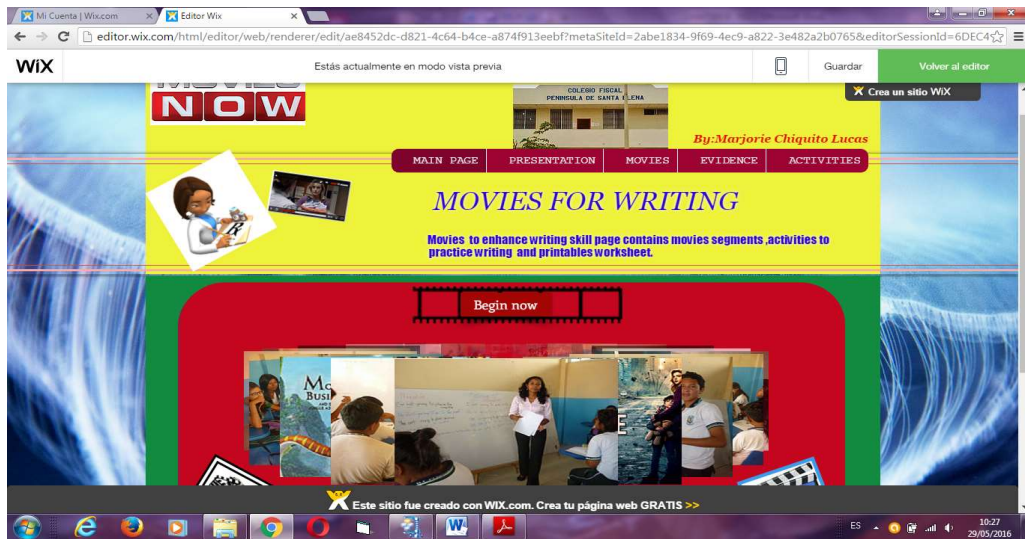 Mi Cuenta | Wix.com
Editor Wix
editor.wix.com/html/editor/web/renderer/edit/ae8452dc-d821-4c64-b4ce-a874f913eebf?metaSiteId=2abe1834-9f69-4ec9-a822-3e482a2b0765&editorSessionId=6DEC4
WiX
Estás actualmente en modo vista previa
Guardar
Volver al editor
Crea un sitio WiX
MOVIES
NOW
COLEGIO FISCAL
PENINSULA DE SANTA ELENA
By:Marjorie Chiquito Lucas
MAIN PAGE PRESENTATION MOVIES EVIDENCE ACTIVITIES
MOVIES FOR WRITING
Movies to enhance writing skill page contains movies segments ,activities to
practice writing and printables worksheet.
Begin now
Este sitio fue creado con WIX.com. Crea tu página web GRATIS >>
ES
10:27
29/05/2016